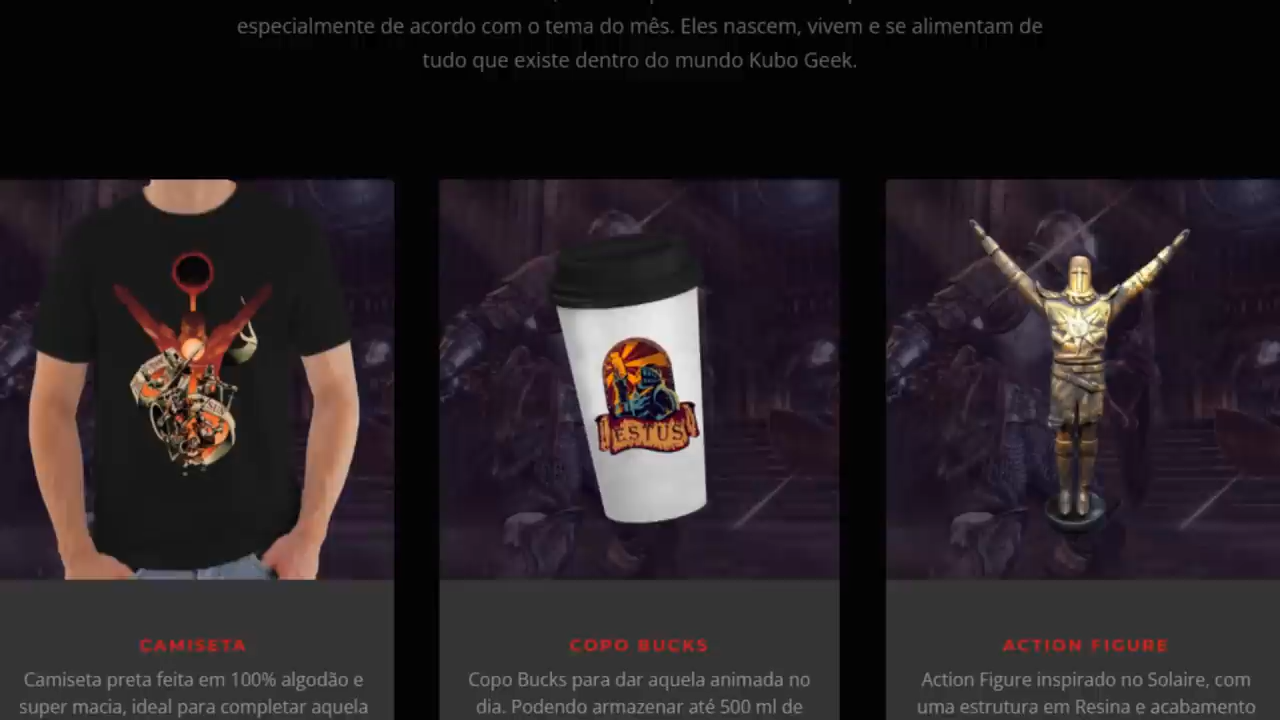 especialmente de acordo com o tema do mês. Eles nascem, vivem e se alimentam de
tudo que existe dentro do mundo Kubo Geek.
ESTUS
CAMISETA
Camiseta preta feita em 100% algodão e
super macia, ideal para completar aquela
COPO BUCKS
Copo Bucks para dar aquela animada no
dia. Podendo armazenar até 500 ml de
ACTION FIGURE
Action Figure inspirado no Solaire, com
uma estrutura em Resina e acabamento